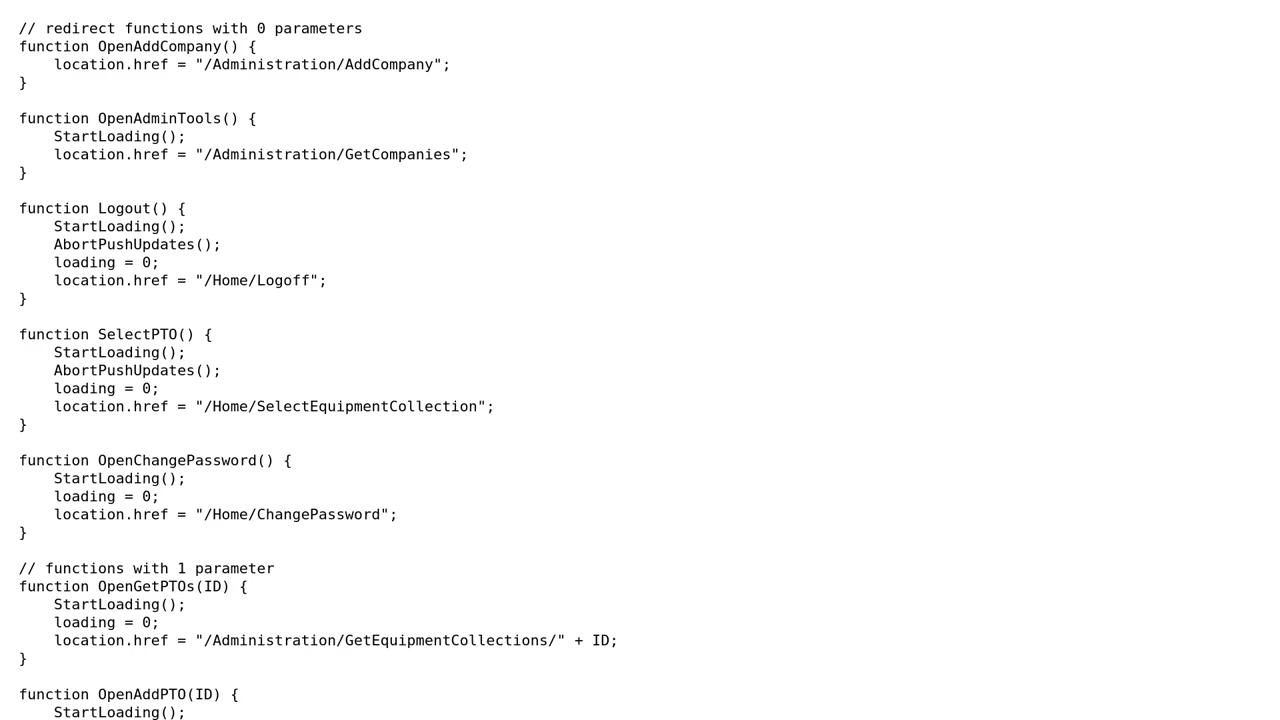 // redirect functions with 0 parameters
function OpenAddCompany() {
    location.href = "/Administration/AddCompany";
}

function OpenAdminTools() {
    StartLoading();
    location.href = "/Administration/GetCompanies";
}

function Logout() {
    StartLoading();
    AbortPushUpdates();
    loading = 0;
    location.href = "/Home/Logoff";
}

function SelectPTO() {
    StartLoading();
    AbortPushUpdates();
    loading = 0;
    location.href = "/Home/SelectEquipmentCollection";
}

function OpenChangePassword() {
    StartLoading();
    loading = 0;
    location.href = "/Home/ChangePassword";
}

// functions with 1 parameter
function OpenGetPTOs(ID) {
    StartLoading();
    loading = 0;
    location.href = "/Administration/GetEquipmentCollections/" + ID;
}

function OpenAddPTO(ID) {
    StartLoading();